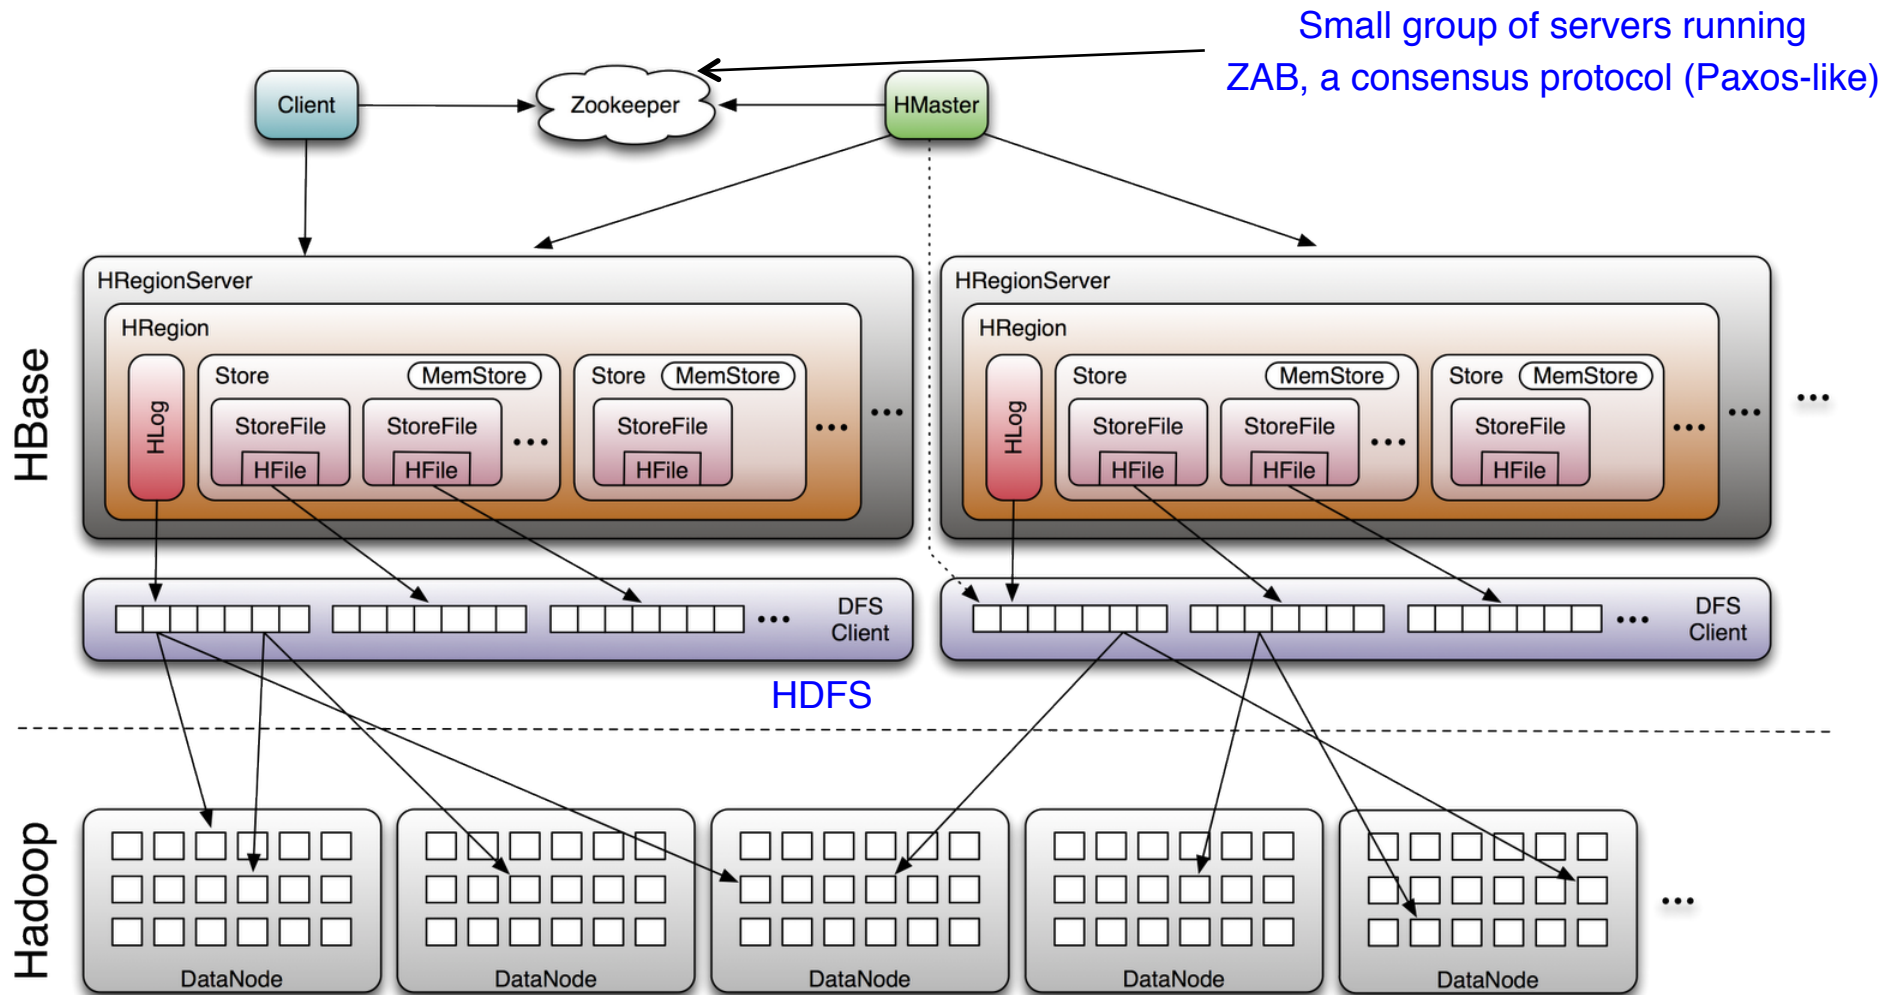 Small group of servers running
ZAB, a consensus protocol (Paxos-like)
Client
Zookeeper
HMaster
HBase
HRegionServer
HRegion
HLog
Store
MemStore
StoreFile
HFile
StoreFile
HFile
...
Store
MemStore
StoreFile
HFile
...
...
HRegionServer
HRegion
HLog
Store
MemStore
StoreFile
HFile
StoreFile
HFile
...
Store
MemStore
StoreFile
HFile
...
...
...
...
DFS
Client
...
DFS
Client
HDFS
Hadoop
DataNode
DataNode
DataNode
DataNode
DataNode
...